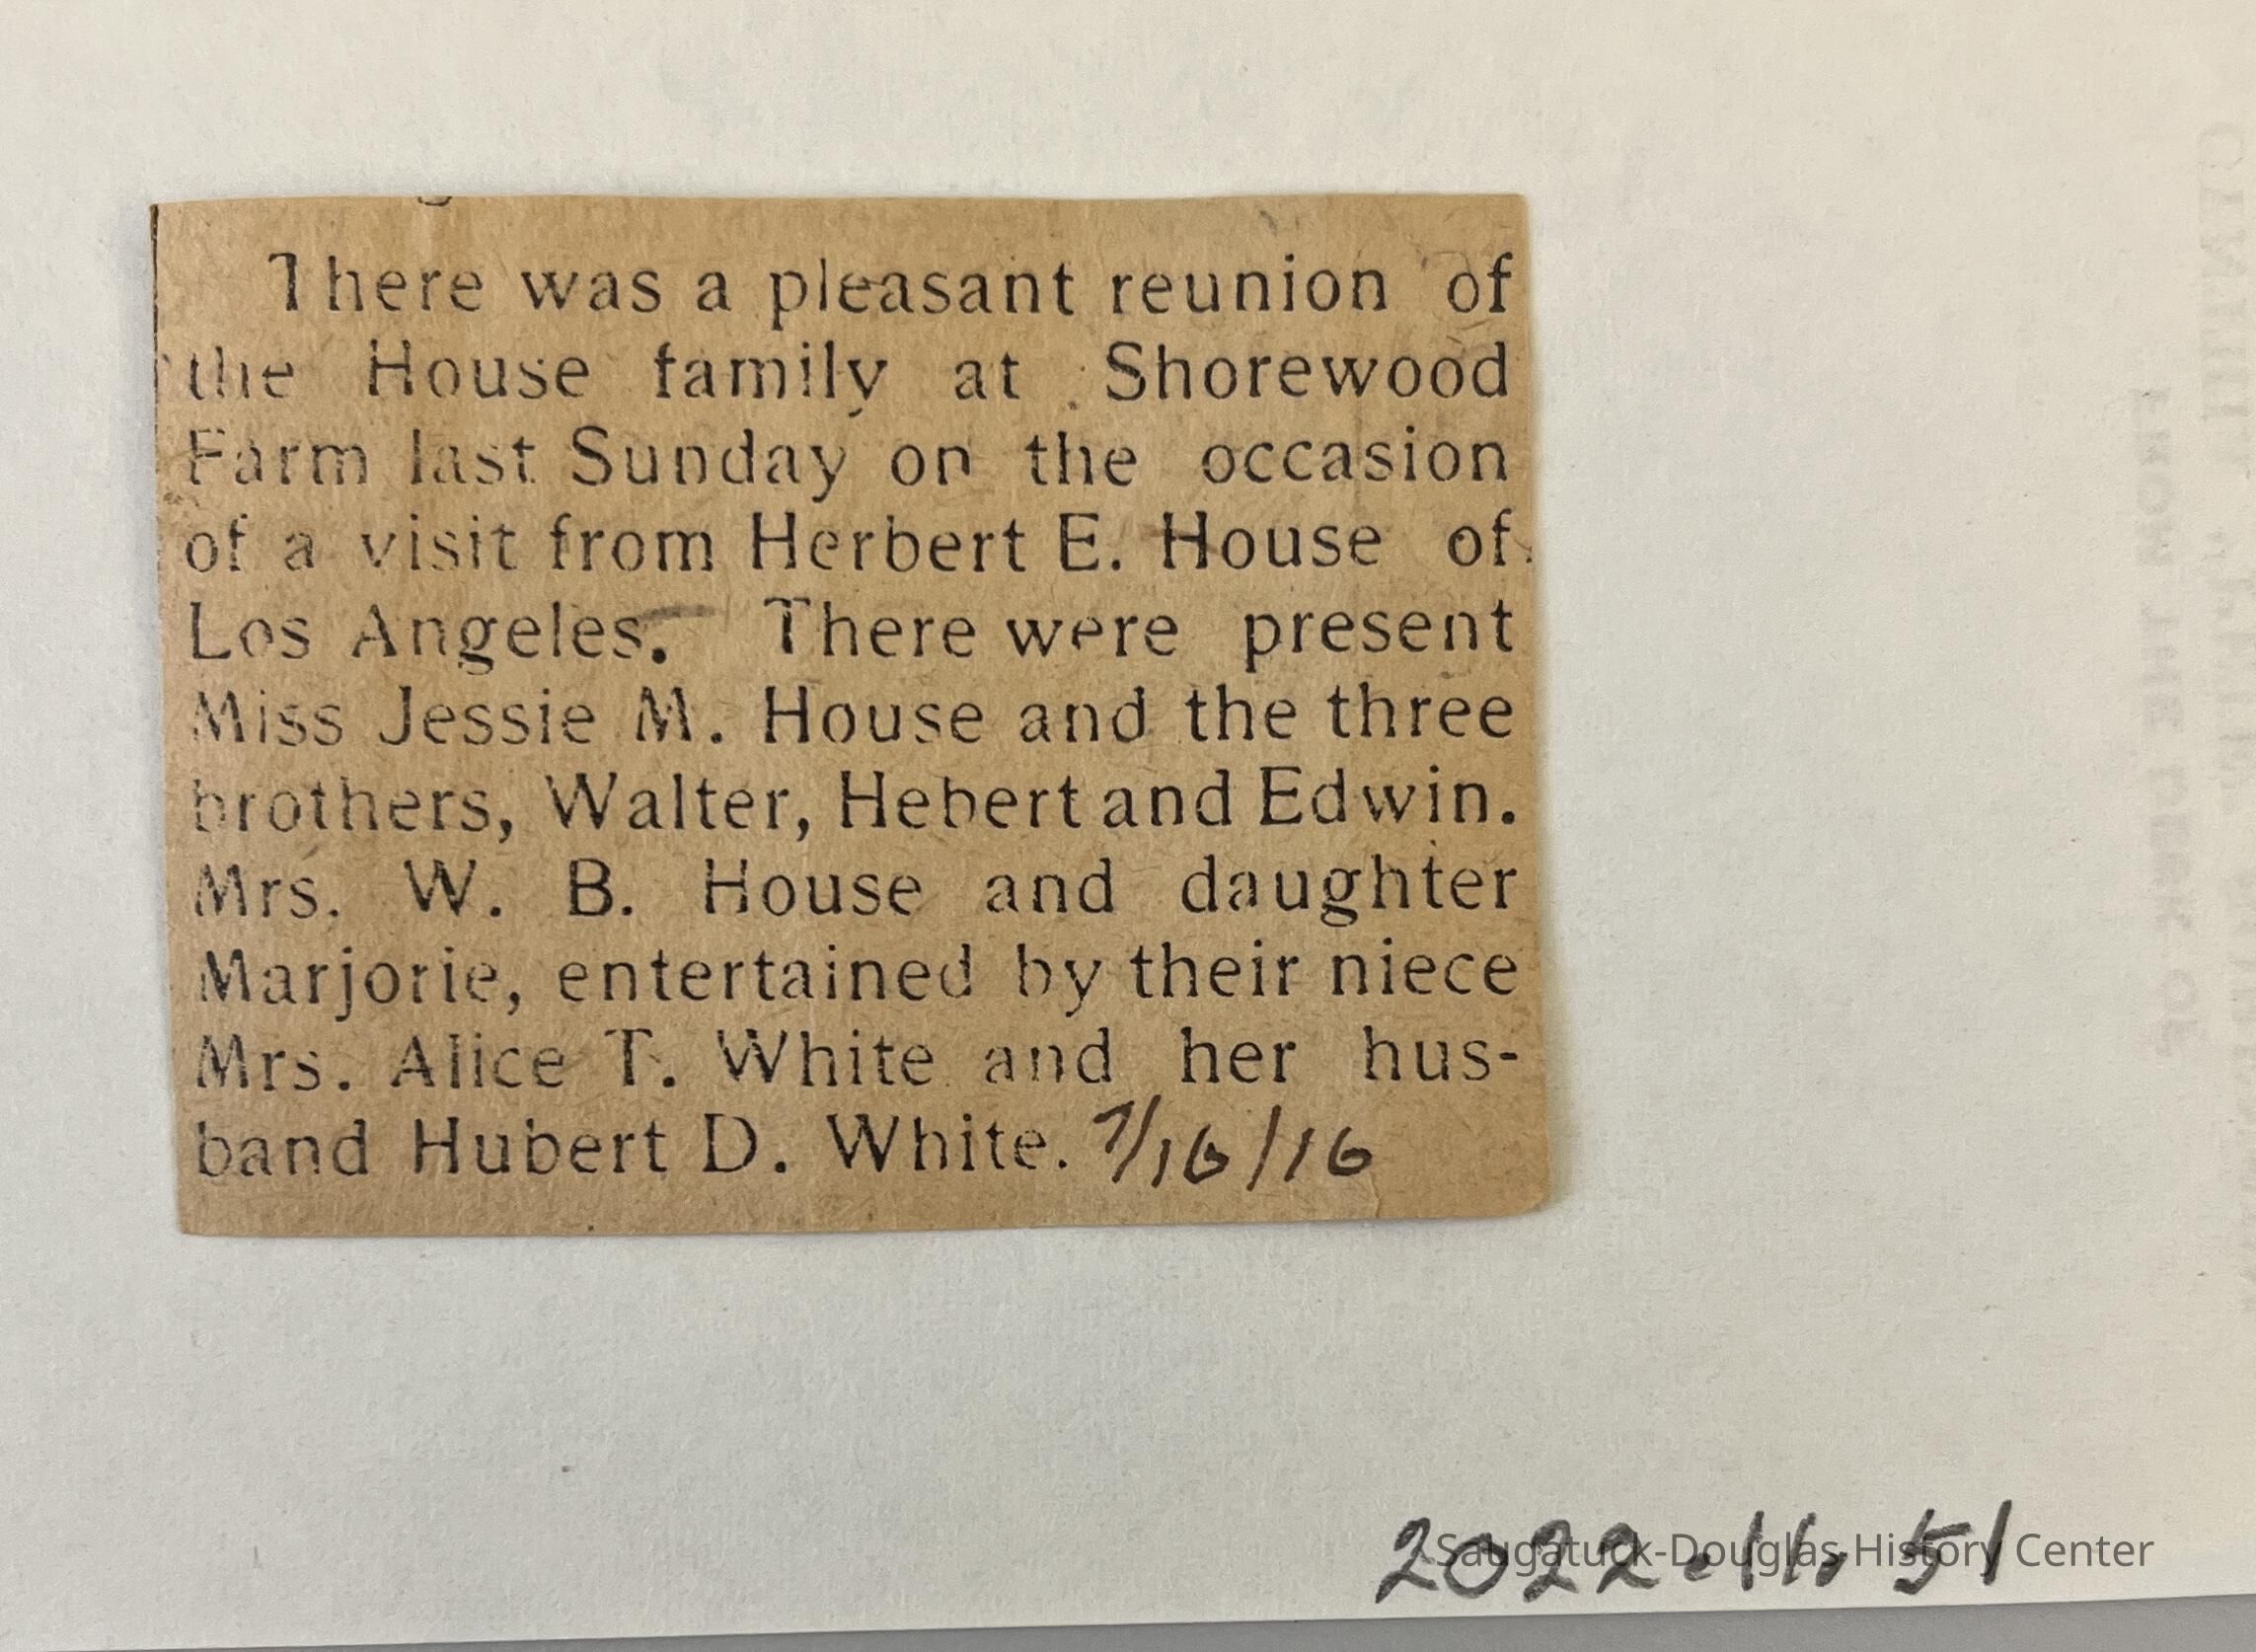 There was a pleasant reunion of
the House family at Shorewood
Farm last Sunday on the occasion
of a visit from Herbert E. House of
Los Angeles. There were present
Miss Jessie M. House and the three
brothers, Walter, Hebert and Edwin.
Mrs. W. B. House and daughter
Marjorie, entertained by their niece
Mrs. Alice T. White and her hus-
band Hubert D. White. 7/16/16
2022.11.51
Saugatuck-Douglas History Center